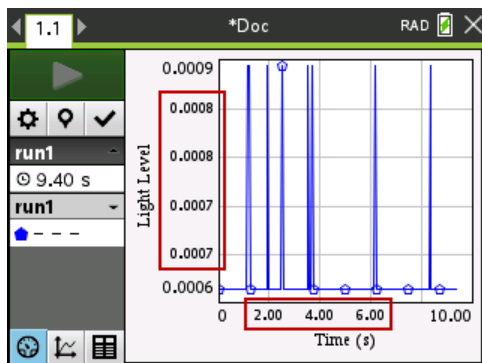 1.1 *Doc RAD
run1
9.40 s
run1
- - -
Light Level
0.0009
0.0008
0.0008
0.0007
0.0007
0.0006
0 2.00 4.00 6.00 10.00
Time (s)